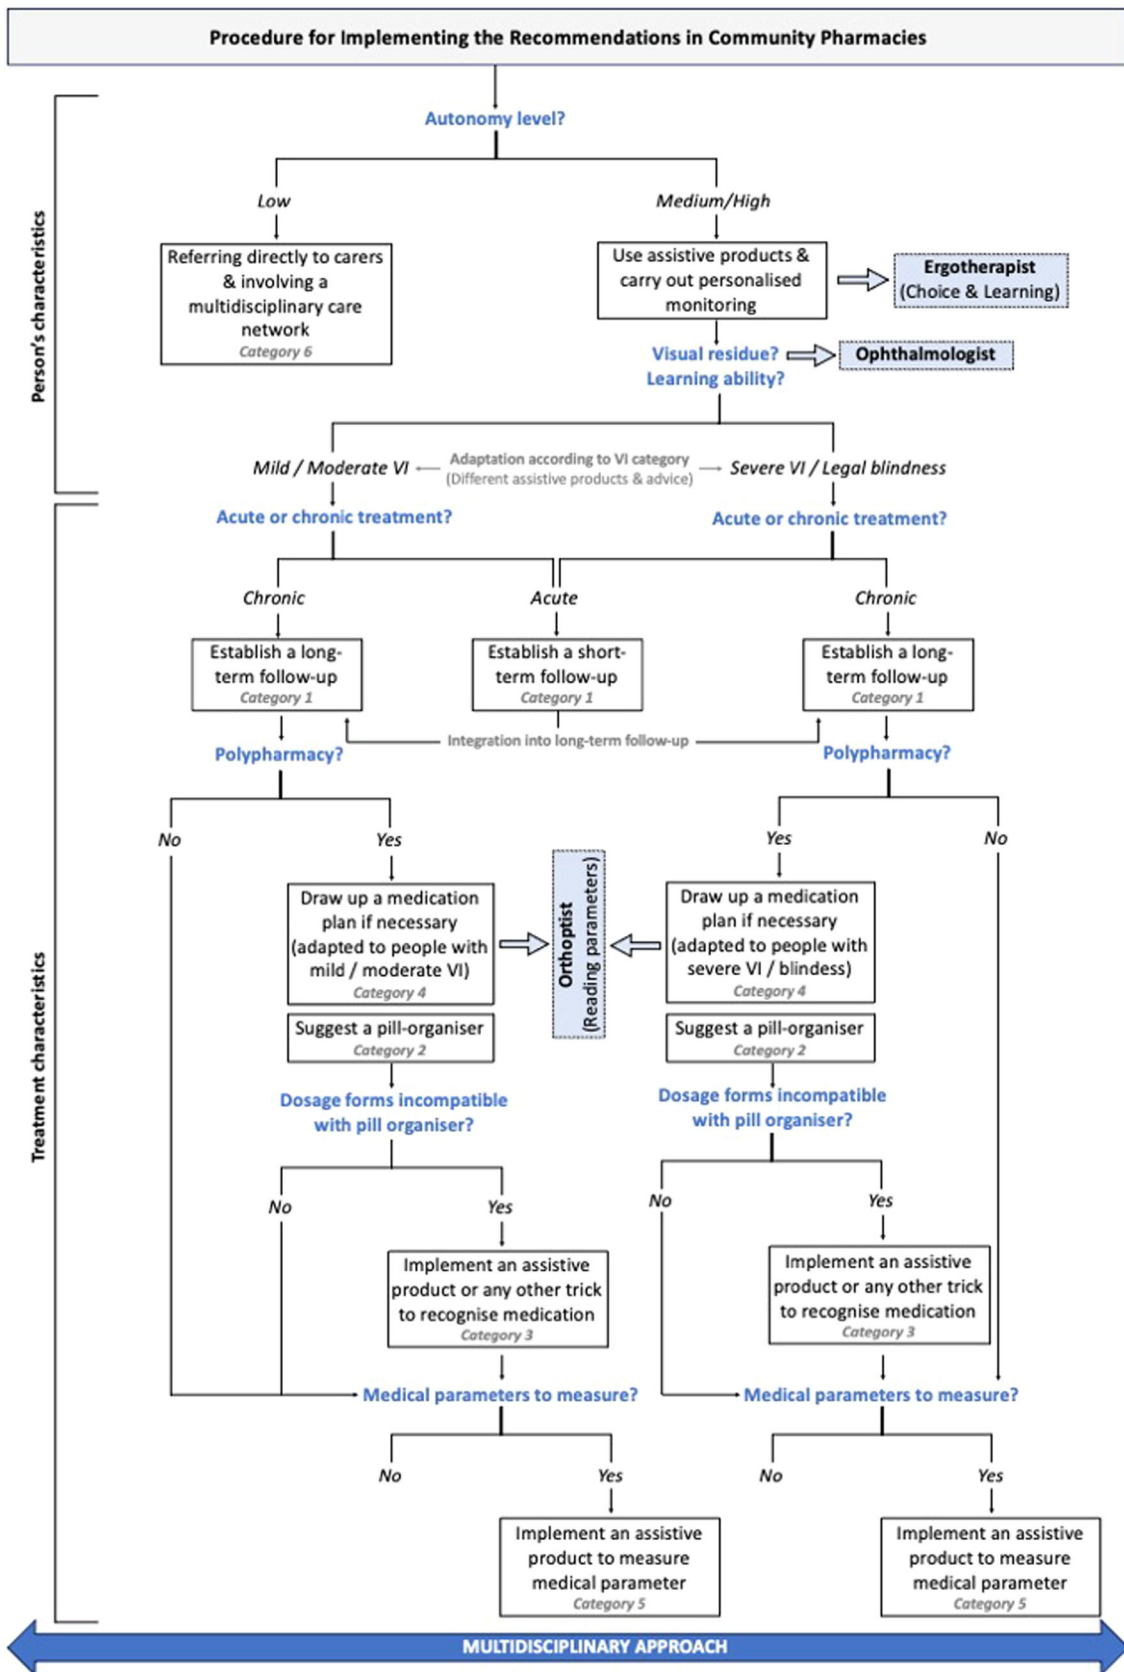 Procedure for Implementing the Recommendations in Community Pharmacies
Person's characteristics
Autonomy level?
Low
Medium/High
Referring directly to carers
& involving a
multidisciplinary care
network
Category 6
Use assistive products &
carry out personalised
monitoring
Ergotherapist
(Choice & Learning)
Visual residue?
Learning ability?
Ophthalmologist
Mild / Moderate VI
Adaptation according to VI category
(Different assistive products & advice)
Severe VI / Legal blindness
Treatment characteristics
Acute or chronic treatment?
Acute or chronic treatment?
Chronic
Acute
Chronic
Establish a long-
term follow-up
Category 1
Establish a short-
term follow-up
Category 1
Establish a long-
term follow-up
Category 1
Integration into long-term follow-up
Polypharmacy?
Polypharmacy?
No
Yes
Yes
No
Draw up a medication
plan if necessary
(adapted to people with
mild / moderate VI)
Category 4
Orthoptist
(Reading parameters)
Draw up a medication
plan if necessary
(adapted to people with
severe VI / blindess)
Category 4
Suggest a pill-organiser
Category 2
Suggest a pill-organiser
Category 2
Dosage forms incompatible
with pill organiser?
Dosage forms incompatible
with pill organiser?
No
Yes
No
Yes
Implement an assistive
product or any other trick
to recognise medication
Category 3
Implement an assistive
product or any other trick
to recognise medication
Category 3
Medical parameters to measure?
Medical parameters to measure?
No
Yes
No
Yes
Implement an assistive
product to measure
medical parameter
Category 5
Implement an assistive
product to measure
medical parameter
Category 5
MULTIDISCIPLINARY APPROACH